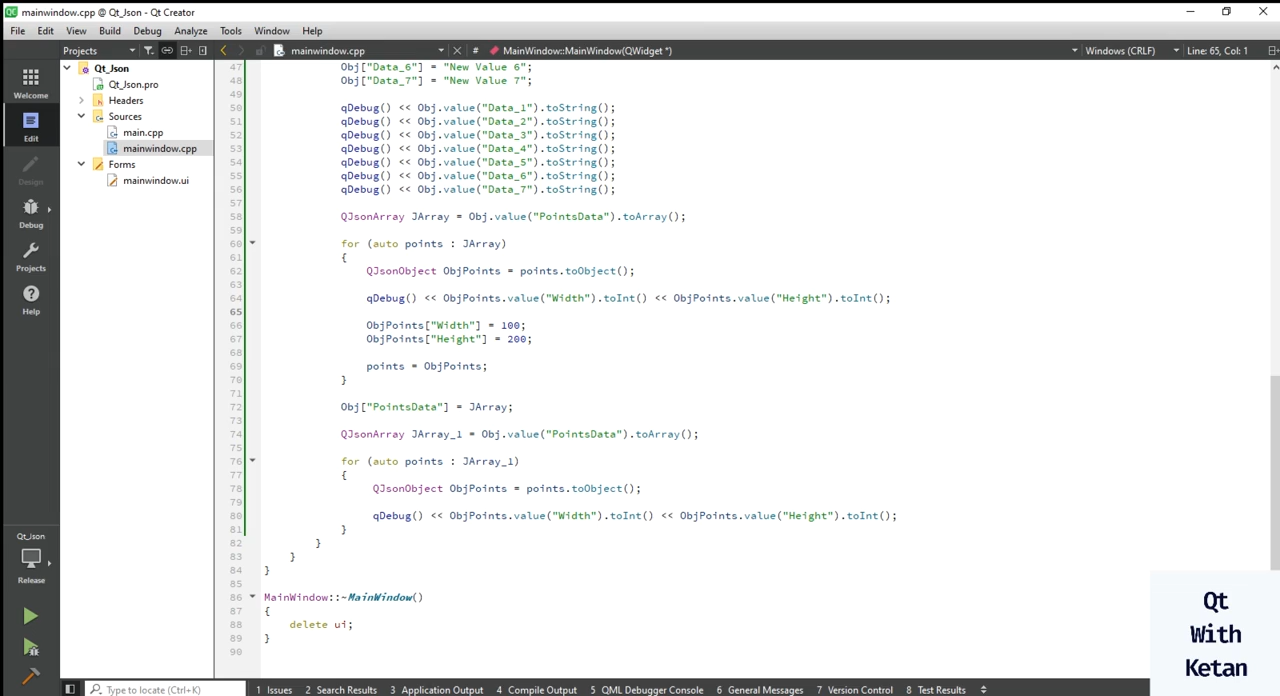 mainwindow.cpp @ Qt_Json - Qt Creator
File Edit View Build Debug Analyze Tools Window Help
Projects mainwindow.cpp # MainWindow::MainWindow(QWidget *) Windows (CRLF) Line: 65, Col: 1
Welcome
Edit
Design
Debug
Projects
Help
Qt_Json
Release
Qt_Json
Qt_Json.pro
Headers
Sources
main.cpp
mainwindow.cpp
Forms
mainwindow.ui
47 Obj["Data_6"] = "New Value 6";
48 Obj["Data_7"] = "New Value 7";
49
50 qDebug() << Obj.value("Data_1").toString();
51 qDebug() << Obj.value("Data_2").toString();
52 qDebug() << Obj.value("Data_3").toString();
53 qDebug() << Obj.value("Data_4").toString();
54 qDebug() << Obj.value("Data_5").toString();
55 qDebug() << Obj.value("Data_6").toString();
56 qDebug() << Obj.value("Data_7").toString();
57
58 QJsonArray JArray = Obj.value("PointsData").toArray();
59
60 for (auto points : JArray)
61 {
62 QJsonObject ObjPoints = points.toObject();
63
64 qDebug() << ObjPoints.value("Width").toInt() << ObjPoints.value("Height").toInt();
65
66 ObjPoints["Width"] = 100;
67 ObjPoints["Height"] = 200;
68
69 points = ObjPoints;
70 }
71
72 Obj["PointsData"] = JArray;
73
74 QJsonArray JArray_1 = Obj.value("PointsData").toArray();
75
76 for (auto points : JArray_1)
77 {
78 QJsonObject ObjPoints = points.toObject();
79
80 qDebug() << ObjPoints.value("Width").toInt() << ObjPoints.value("Height").toInt();
81 }
82 }
83 }
84 }
85
86 MainWindow::~MainWindow()
87 {
88 delete ui;
89 }
90
Qt
With
Ketan
Type to locate (Ctrl+K) 1 Issues 2 Search Results 3 Application Output 4 Compile Output 5 QML Debugger Console 6 General Messages 7 Version Control 8 Test Results